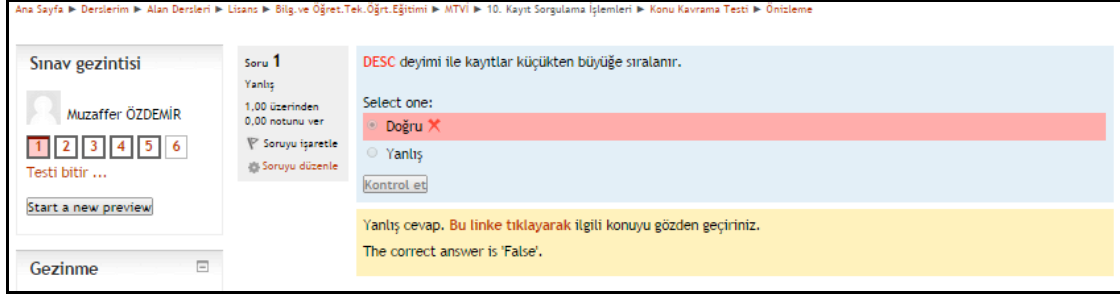 Ana Sayfa ► Derslerim ► Alan Dersleri ► Lisans ► Bilg.ve Öğret.Tek.Öğrt.Eğitimi ► MTVİ ► 10. Kayıt Sorgulama İşlemleri ► Konu Kavrama Testi ► Önizleme
Sınav gezintisi
Muzaffer ÖZDEMİR
1 2 3 4 5 6
Testi bitir ...
Start a new preview
Gezinme
Soru 1
Yanlış
1,00 üzerinden
0,00 notunu ver
Soruyu işaretle
Soruyu düzenle
DESC deyimi ile kayıtlar küçükten büyüğe sıralanır.
Select one:
Doğru
Yanlış
Kontrol et
Yanlış cevap. Bu linke tıklayarak ilgili konuyu gözden geçiriniz.
The correct answer is 'False'.